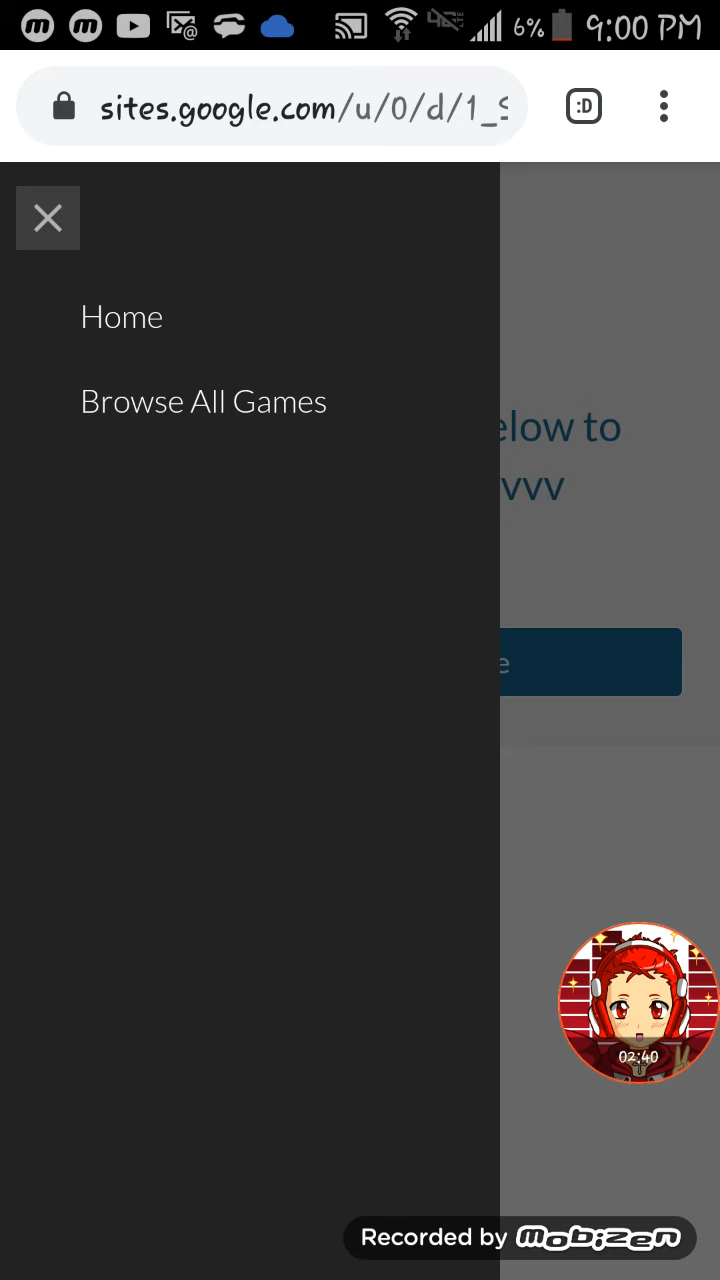 6% 9:00 PM
sites.google.com/u/0/d/1_S
:D
Home
Browse All Games
elow to
vvv
e
02:40
Recorded by mobizen